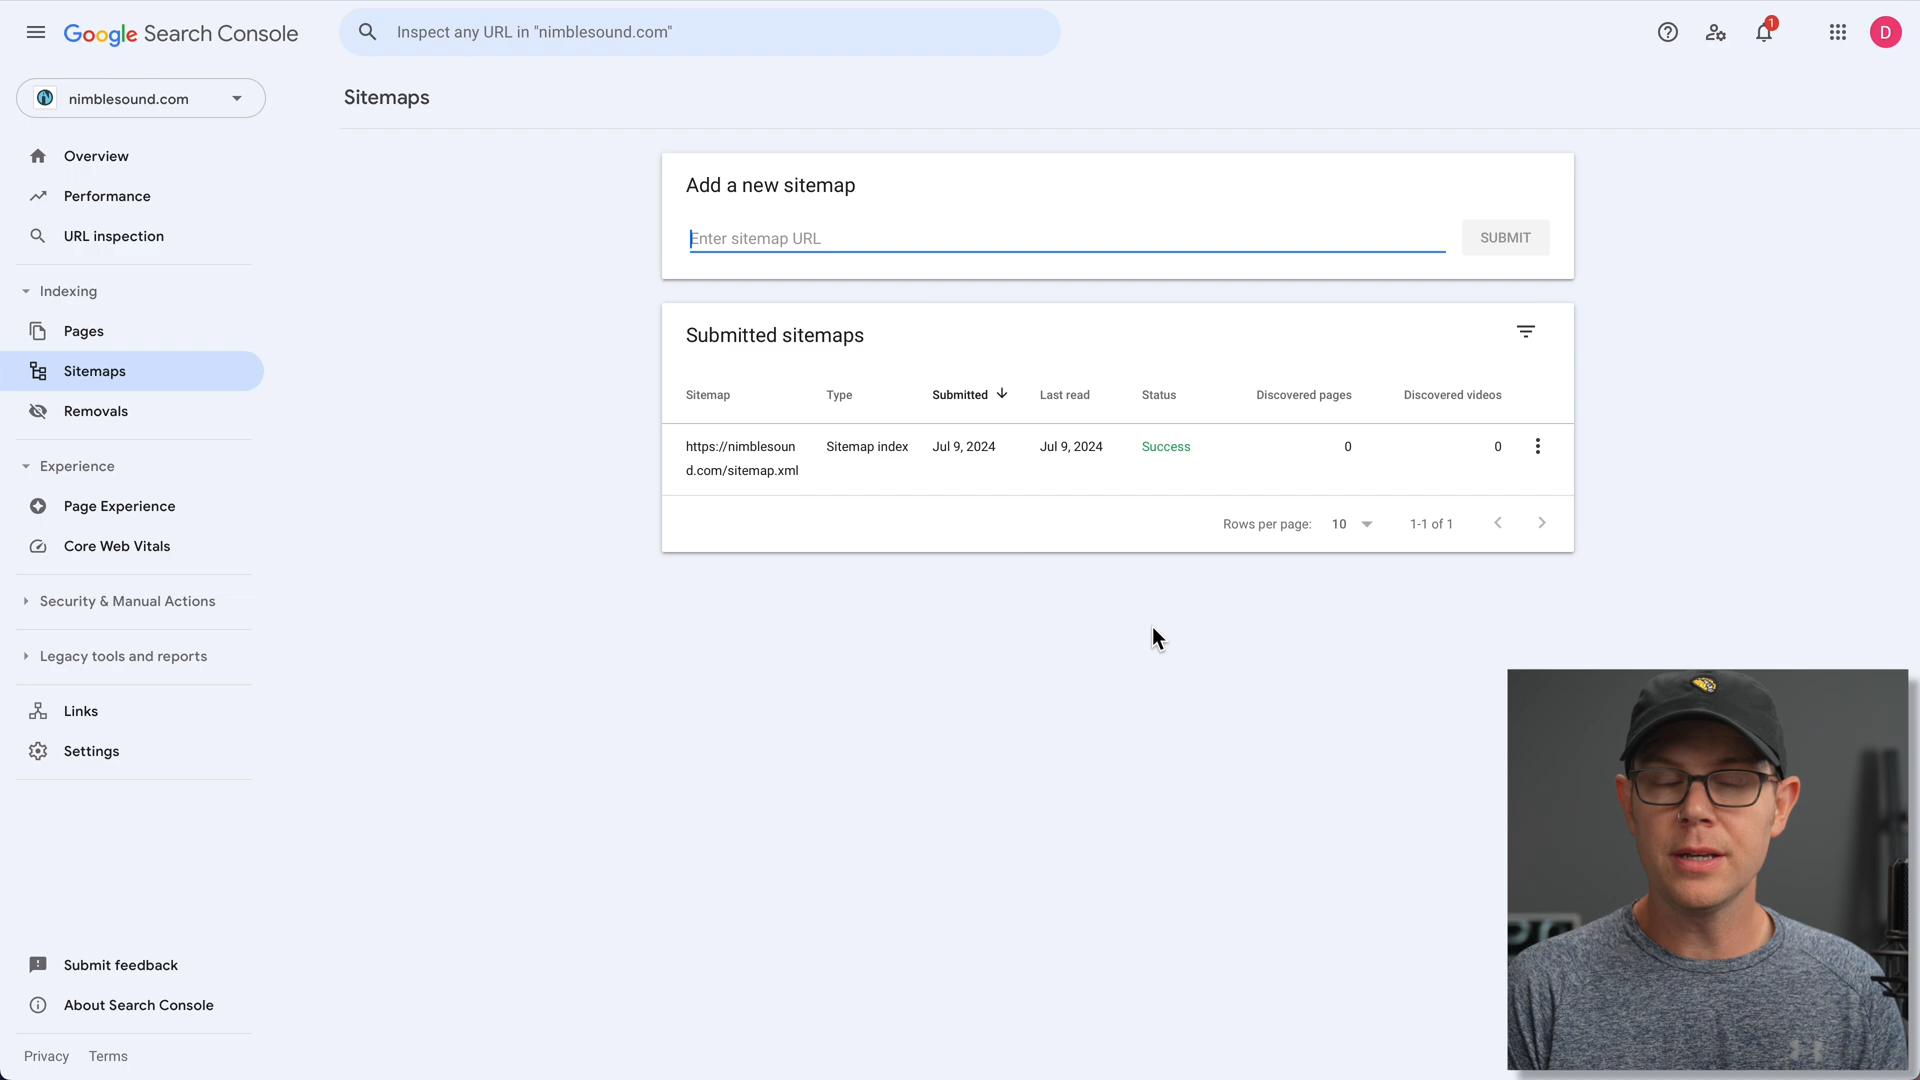 Google Search Console
Inspect any URL in "nimblesound.com"
1
D
nimblesound.com
Sitemaps
Overview
Performance
URL inspection
Indexing
Pages
Sitemaps
Removals
Experience
Page Experience
Core Web Vitals
Security & Manual Actions
Legacy tools and reports
Links
Settings
Submit feedback
About Search Console
Privacy Terms
Add a new sitemap
Enter sitemap URL
SUBMIT
Submitted sitemaps
Sitemap Type Submitted Last read Status Discovered pages Discovered videos
https://nimblesoun Sitemap index Jul 9, 2024 Jul 9, 2024 Success 0 0
d.com/sitemap.xml
Rows per page: 10 1-1 of 1